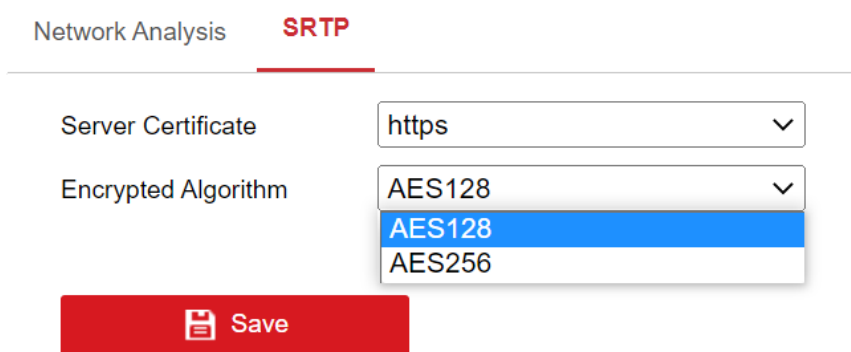 Network Analysis SRTP
Server Certificate https
Encrypted Algorithm AES128
AES128
AES256
Save